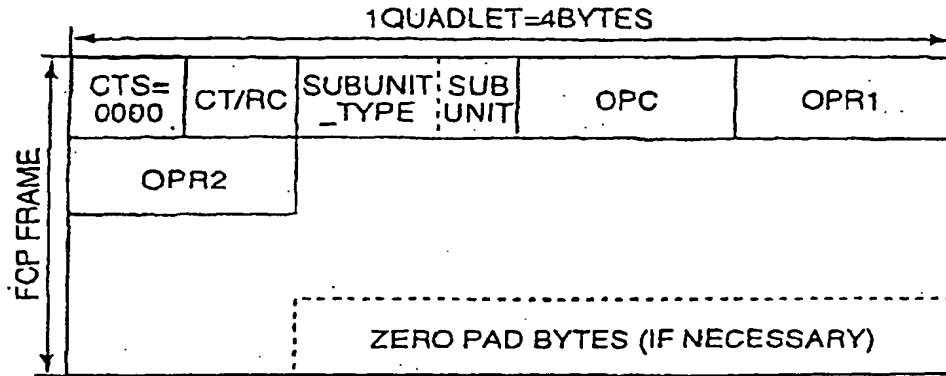 1QUADLET=4BYTES
CTS=
0000
CT/RC
SUBUNIT
_TYPE
SUB
UNIT
OPC
OPR1
OPR2
FCP FRAME
ZERO PAD BYTES (IF NECESSARY)